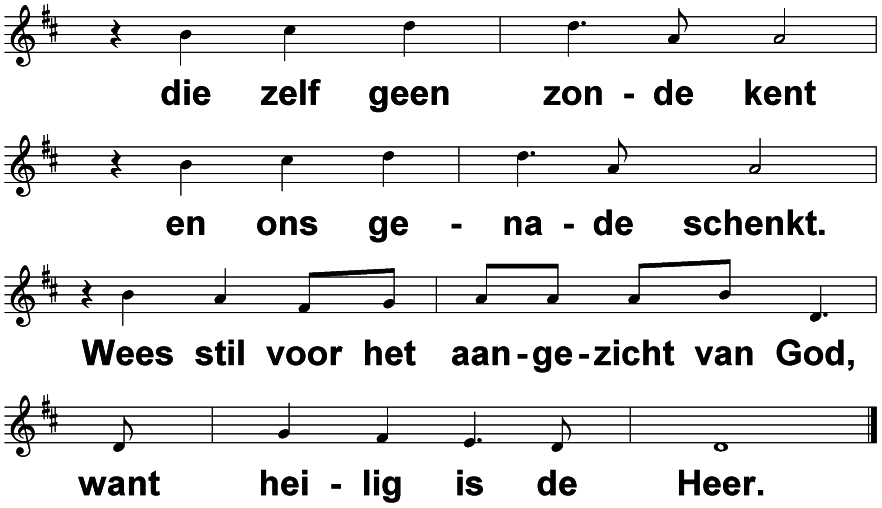 die zelf geen zon - de kent
en ons ge - na - de schenkt.
Wees stil voor het aan-ge-zicht van God,
want hei - lig is de Heer.